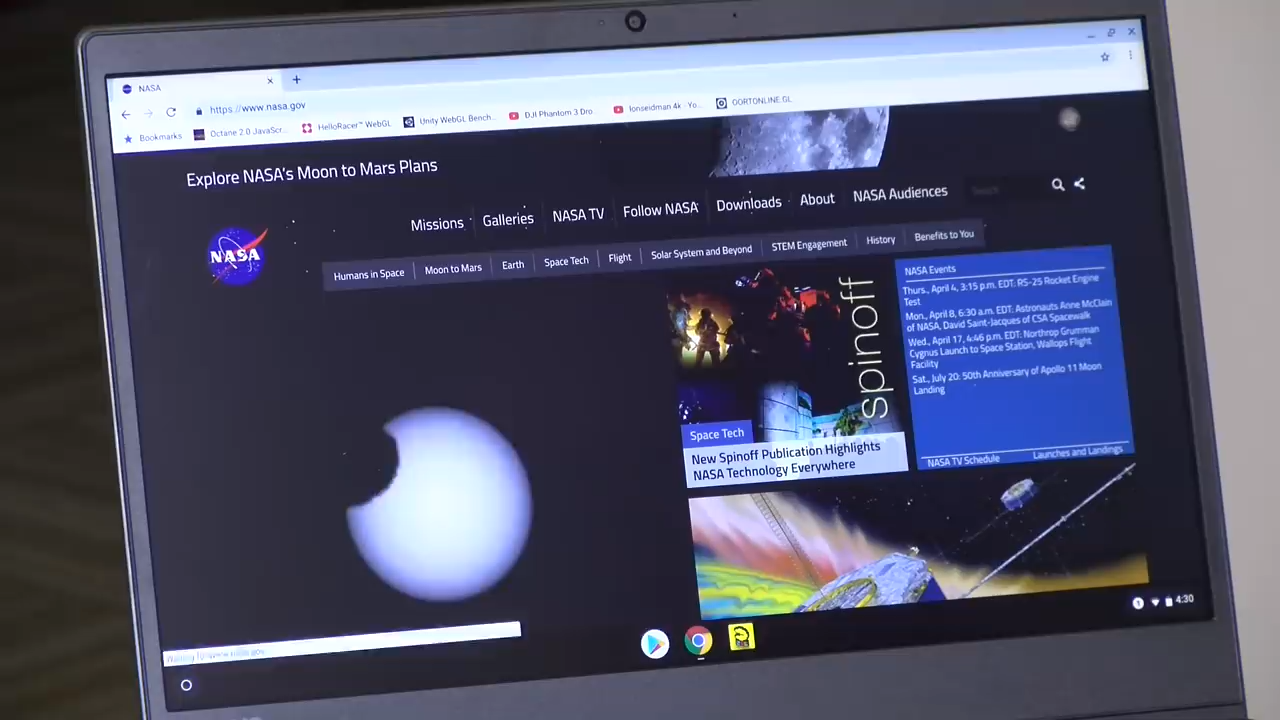 NASA
https://www.nasa.gov
Bookmarks
Octane 2.0 JavaScr...
HelloRacer™ WebGL
Unity WebGL Bench...
DJI Phantom 3 Dro...
lonseidman 4k - Yo...
OORTONLINE.GL
Explore NASA's Moon to Mars Plans
Missions
Galleries
NASA TV
Follow NASA
Downloads
About
NASA Audiences
Search
NASA
Humans in Space
Moon to Mars
Earth
Space Tech
Flight
Solar System and Beyond
STEM Engagement
History
Benefits to You
spinoff
Space Tech
New Spinoff Publication Highlights
NASA Technology Everywhere
NASA Events
Thurs., April 4, 3:15 p.m. EDT: RS-25 Rocket Engine
Test
Mon., April 8, 6:30 a.m. EDT: Astronauts Anne McClain
of NASA, David Saint-Jacques of CSA Spacewalk
Wed., April 17, 4:46 p.m. EDT: Northrop Grumman
Cygnus Launch to Space Station, Wallops Flight
Facility
Sat., July 20: 50th Anniversary of Apollo 11 Moon
Landing
NASA TV Schedule
Launches and Landings
1
4:30